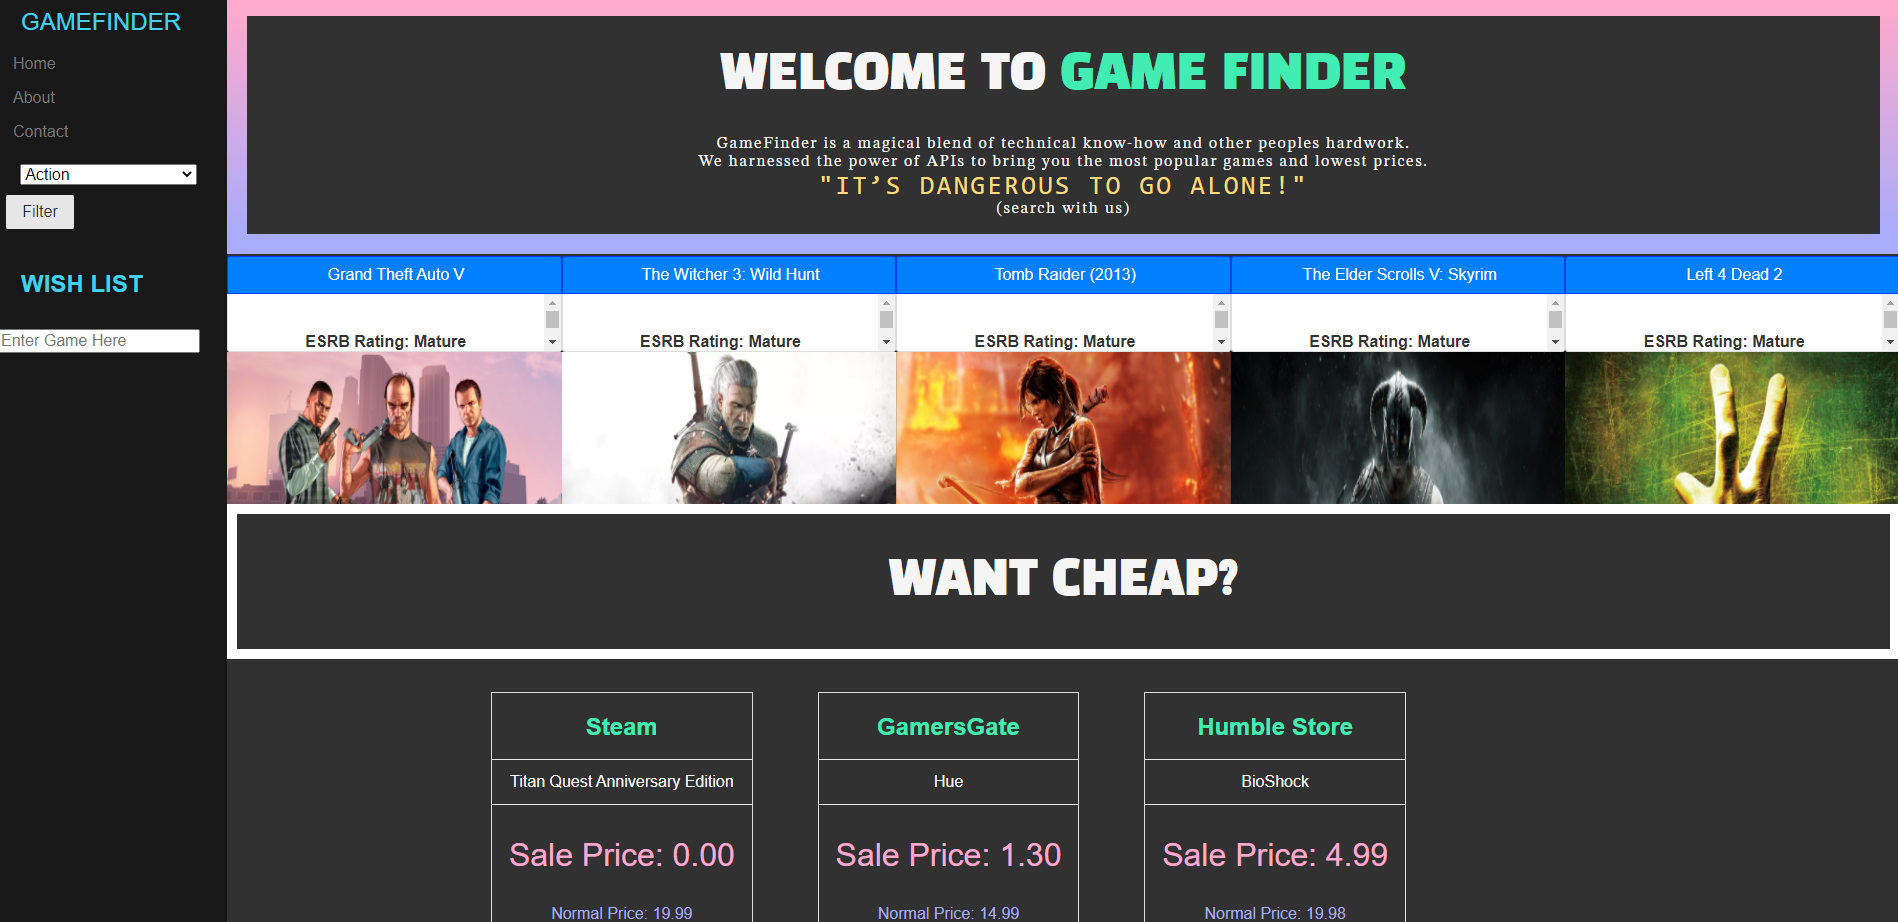 GAMEFINDER
Home
About
Contact
Action
Filter
WISH LIST
Enter Game Here
WELCOME TO GAME FINDER
GameFinder is a magical blend of technical know-how and other peoples hardwork.
We harnessed the power of APIs to bring you the most popular games and lowest prices.
"IT’S DANGEROUS TO GO ALONE!"
(search with us)
Grand Theft Auto V
ESRB Rating: Mature
The Witcher 3: Wild Hunt
ESRB Rating: Mature
Tomb Raider (2013)
ESRB Rating: Mature
The Elder Scrolls V: Skyrim
ESRB Rating: Mature
Left 4 Dead 2
ESRB Rating: Mature
WANT CHEAP?
Steam
Titan Quest Anniversary Edition
Sale Price: 0.00
Normal Price: 19.99
GamersGate
Hue
Sale Price: 1.30
Normal Price: 14.99
Humble Store
BioShock
Sale Price: 4.99
Normal Price: 19.98